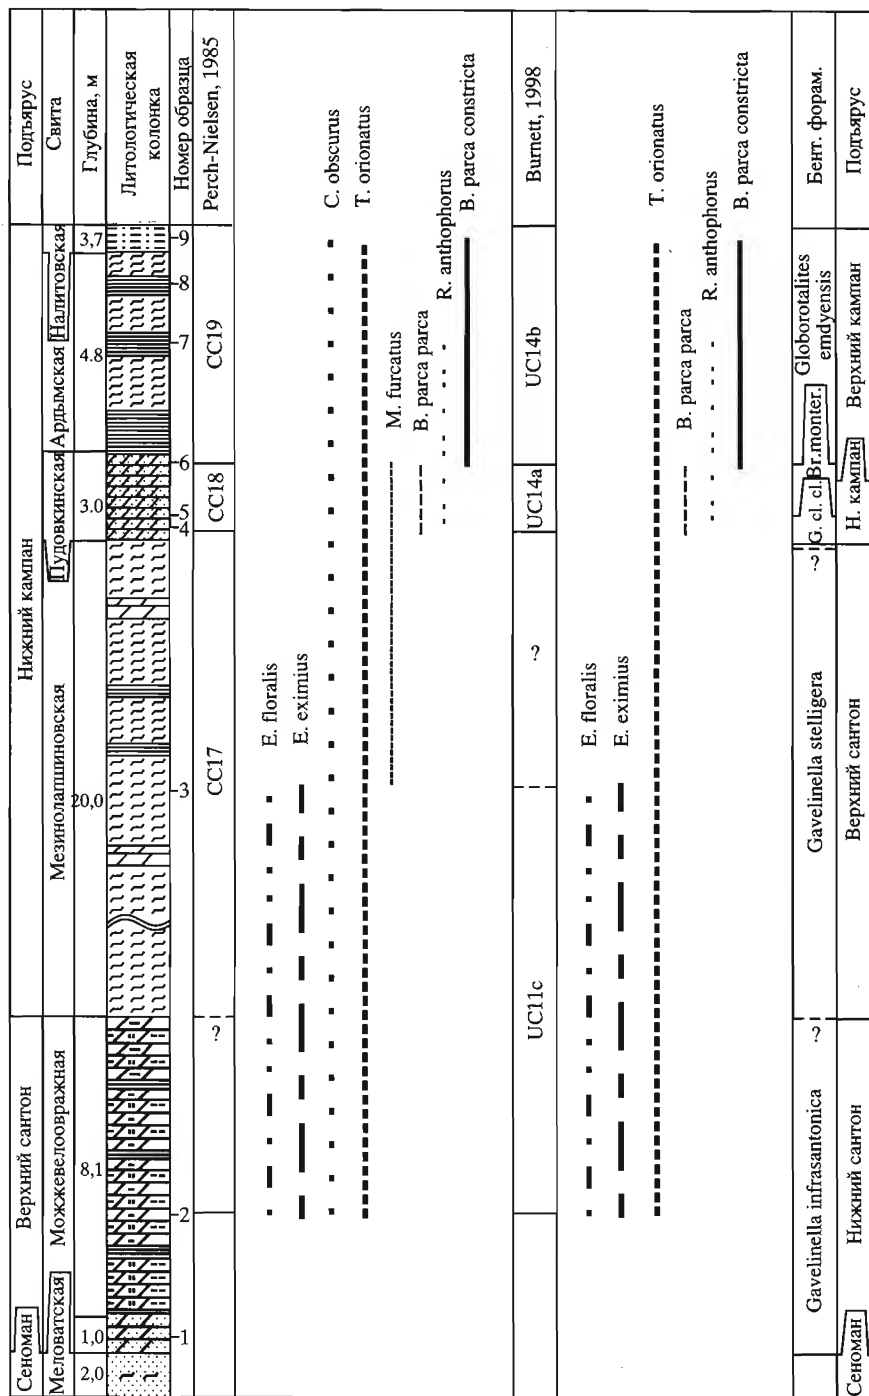 Подъярус
Свита
Глубина, м
Литологическая
колонка
Номер образца
Perch-Nielsen, 1985
Burnett, 1998
Бент. форам.
Подъярус
Сеноман
Верхний сантон
Нижний кампан
Меловатская
Можжевелоовражная
Мезинолапшиновская
Пудовкинская
Ардымская
Налитовская
2,0
1,0
8,1
20,0
3.0
4.8
3,7
1
2
3
4
5
6
7
8
9
?
CC17
CC18
CC19
E. floralis
E. eximius
C. obscurus
T. orionatus
M. furcatus
B. parca parca
R. anthophorus
B. parca constricta
UC11c
?
UC14a
UC14b
E. floralis
E. eximius
T. orionatus
B. parca parca
R. anthophorus
B. parca constricta
Gavelinella infrasantonica
?
Gavelinella stelligera
?
G. cl. cl.
Br.monter.
Globorotalites
emdyensis
Сеноман
Нижний сантон
Верхний сантон
Н. кампан
Верхний кампан